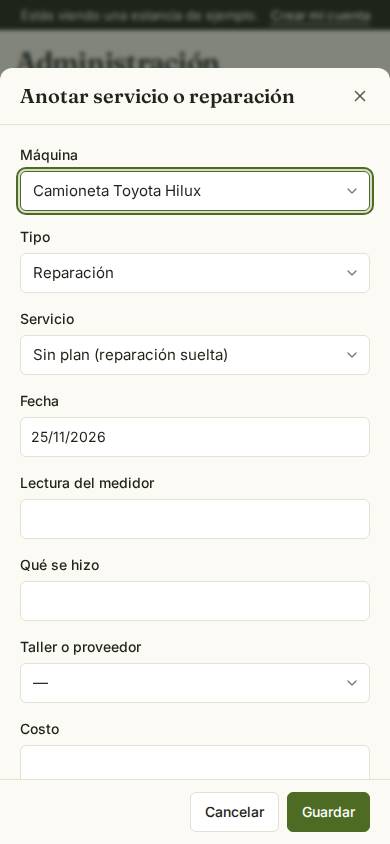 Estás viendo una estancia de ejemplo. Crear mi cuenta
Administración
Anotar servicio o reparación
Máquina
Camioneta Toyota Hilux
Tipo
Reparación
Servicio
Sin plan (reparación suelta)
Fecha
25/11/2026
Lectura del medidor
Qué se hizo
Taller o proveedor
—
Costo
Cancelar Guardar